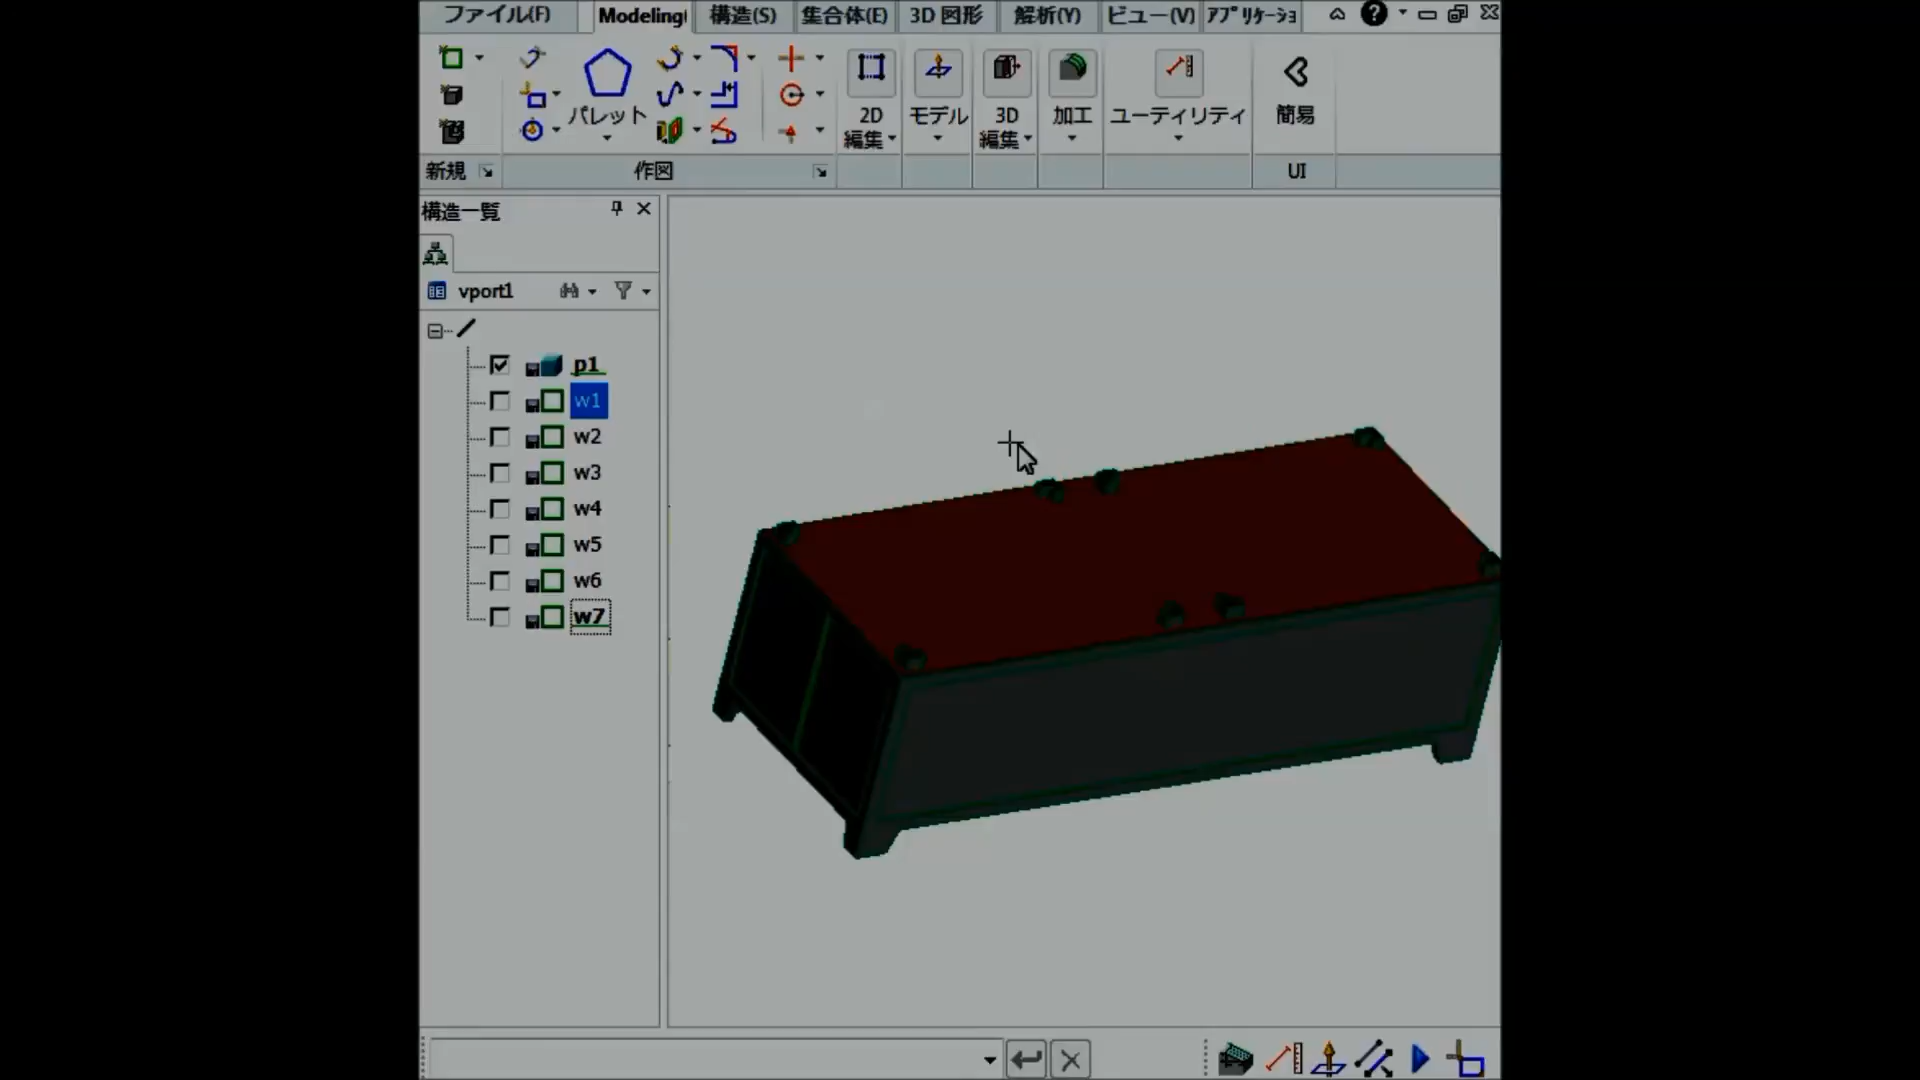 ファイル(F)
Modeling(
構造(S)
集合体(E)
3D 図形
解析(Y)
ビュー(V)
ｱﾌﾟﾘｹｰｼｮ
パレット
2D
編集
モデル
3D
編集
加工
ユーティリティ
簡易
新規
作図
UI
構造一覧
vport1
p1
w1
w2
w3
w4
w5
w6
w7